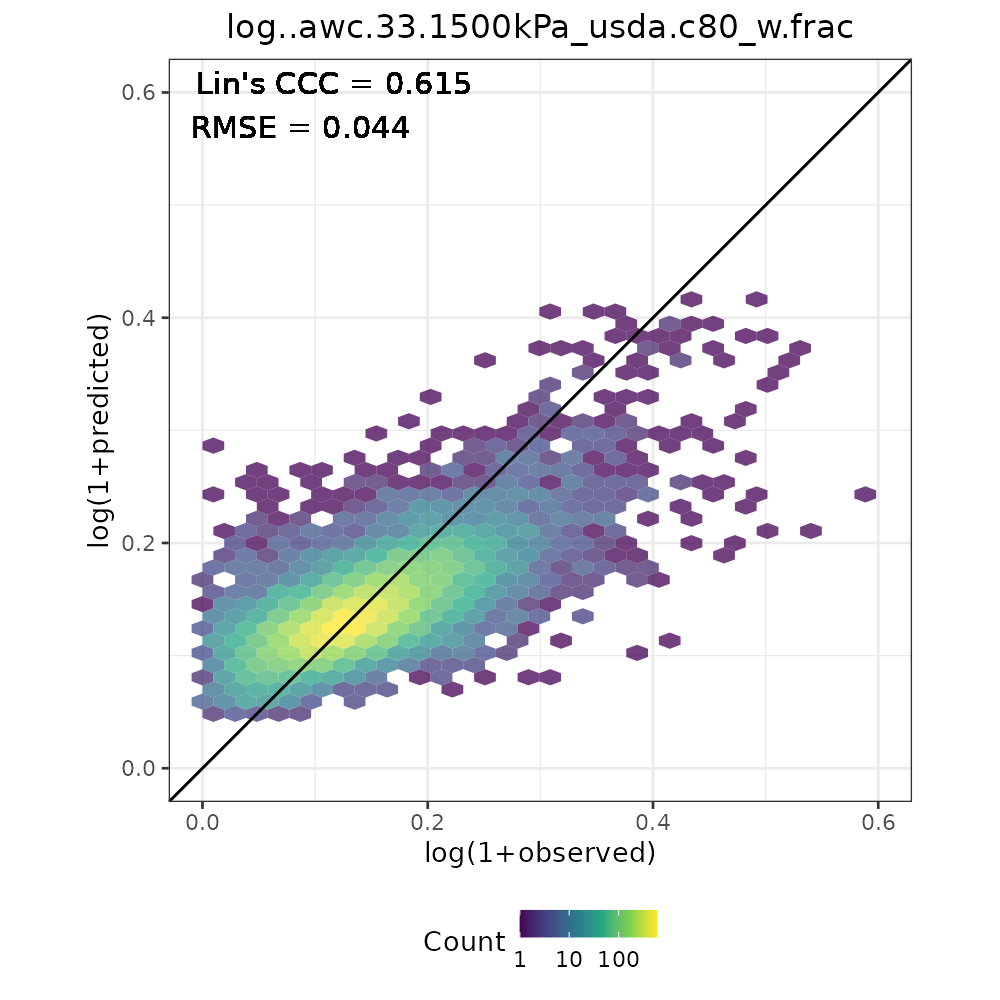 log..awc.33.1500kPa_usda.c80_w.frac
Lin's CCC = 0.615
RMSE = 0.044
0.6
0.4
0.2
0.0
log(1+predicted)
0.0 0.2 0.4 0.6
log(1+observed)
Count
1 10 100